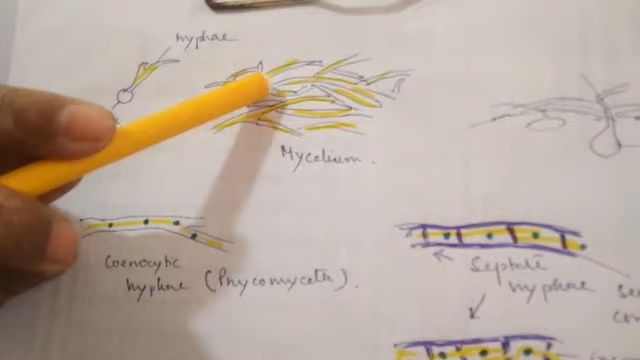 hyphae
Mycelium.
Coenocytic
hyphae (Phycomycetes).
Septate
hyphae